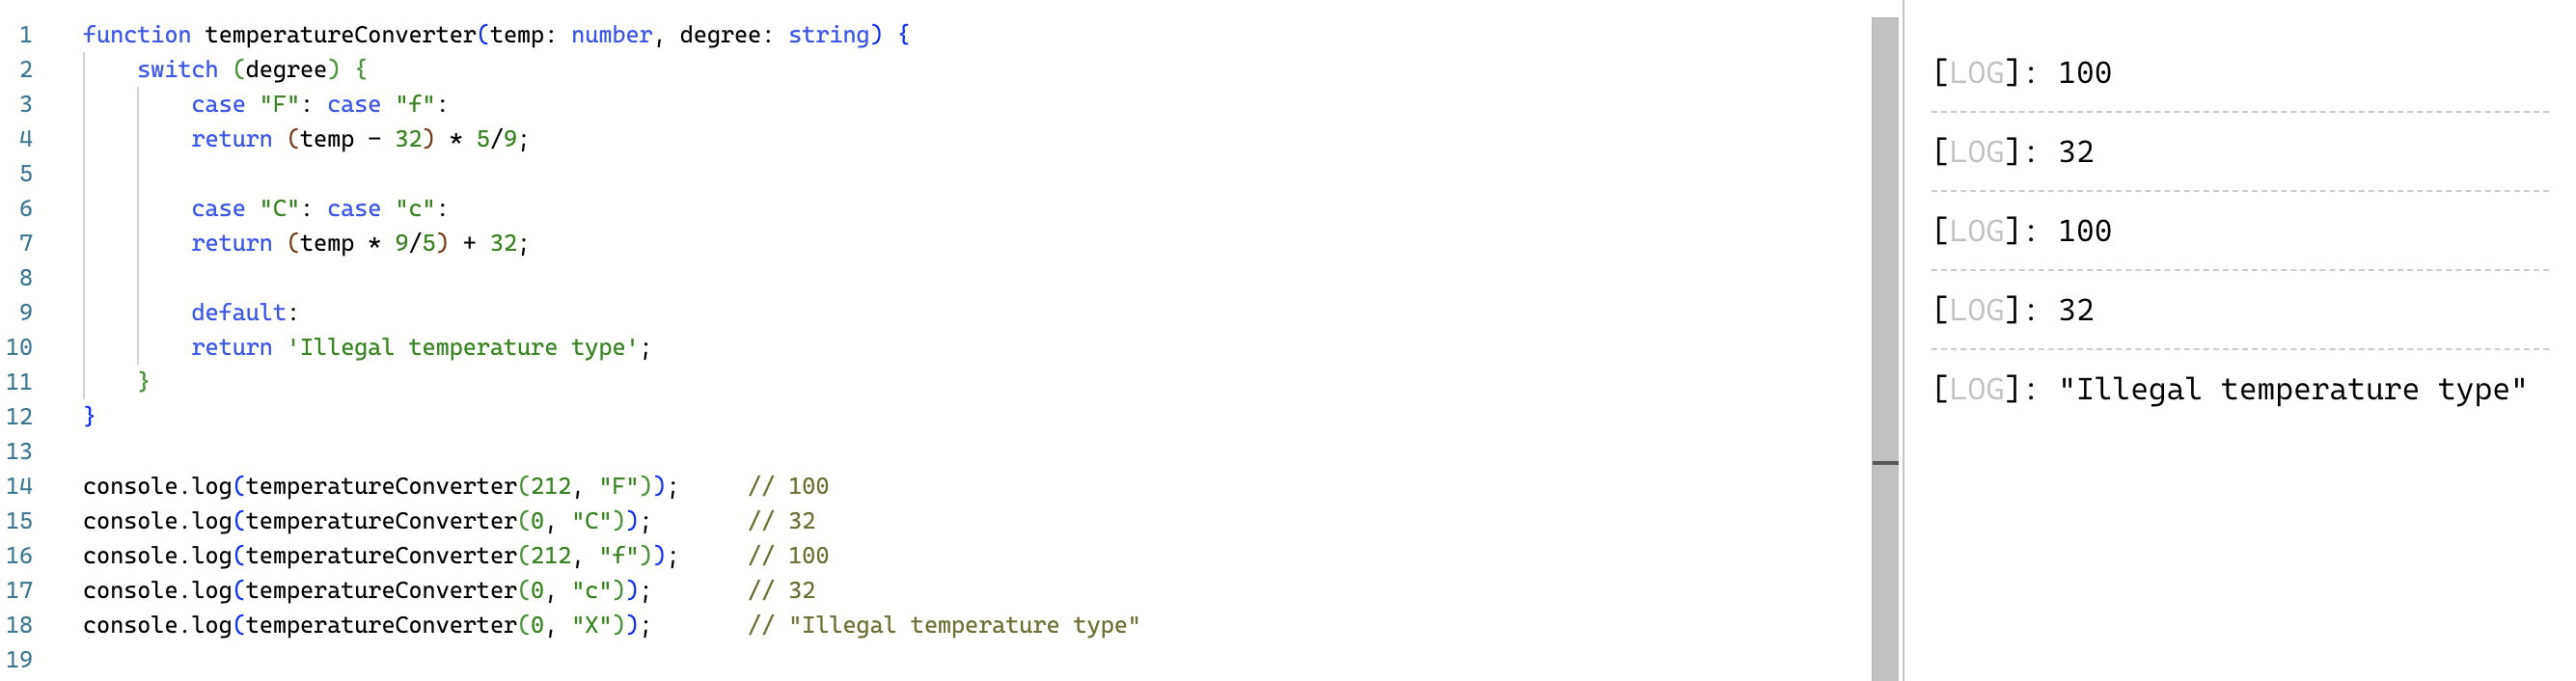 1 function temperatureConverter(temp: number, degree: string) {
2 switch (degree) {
3 case "F": case "f":
4 return (temp - 32) * 5/9;
5
6 case "C": case "c":
7 return (temp * 9/5) + 32;
8
9 default:
10 return 'Illegal temperature type';
11 }
12 }
13
14 console.log(temperatureConverter(212, "F")); // 100
15 console.log(temperatureConverter(0, "C")); // 32
16 console.log(temperatureConverter(212, "f")); // 100
17 console.log(temperatureConverter(0, "c")); // 32
18 console.log(temperatureConverter(0, "X")); // "Illegal temperature type"
19
[LOG]: 100
[LOG]: 32
[LOG]: 100
[LOG]: 32
[LOG]: "Illegal temperature type"